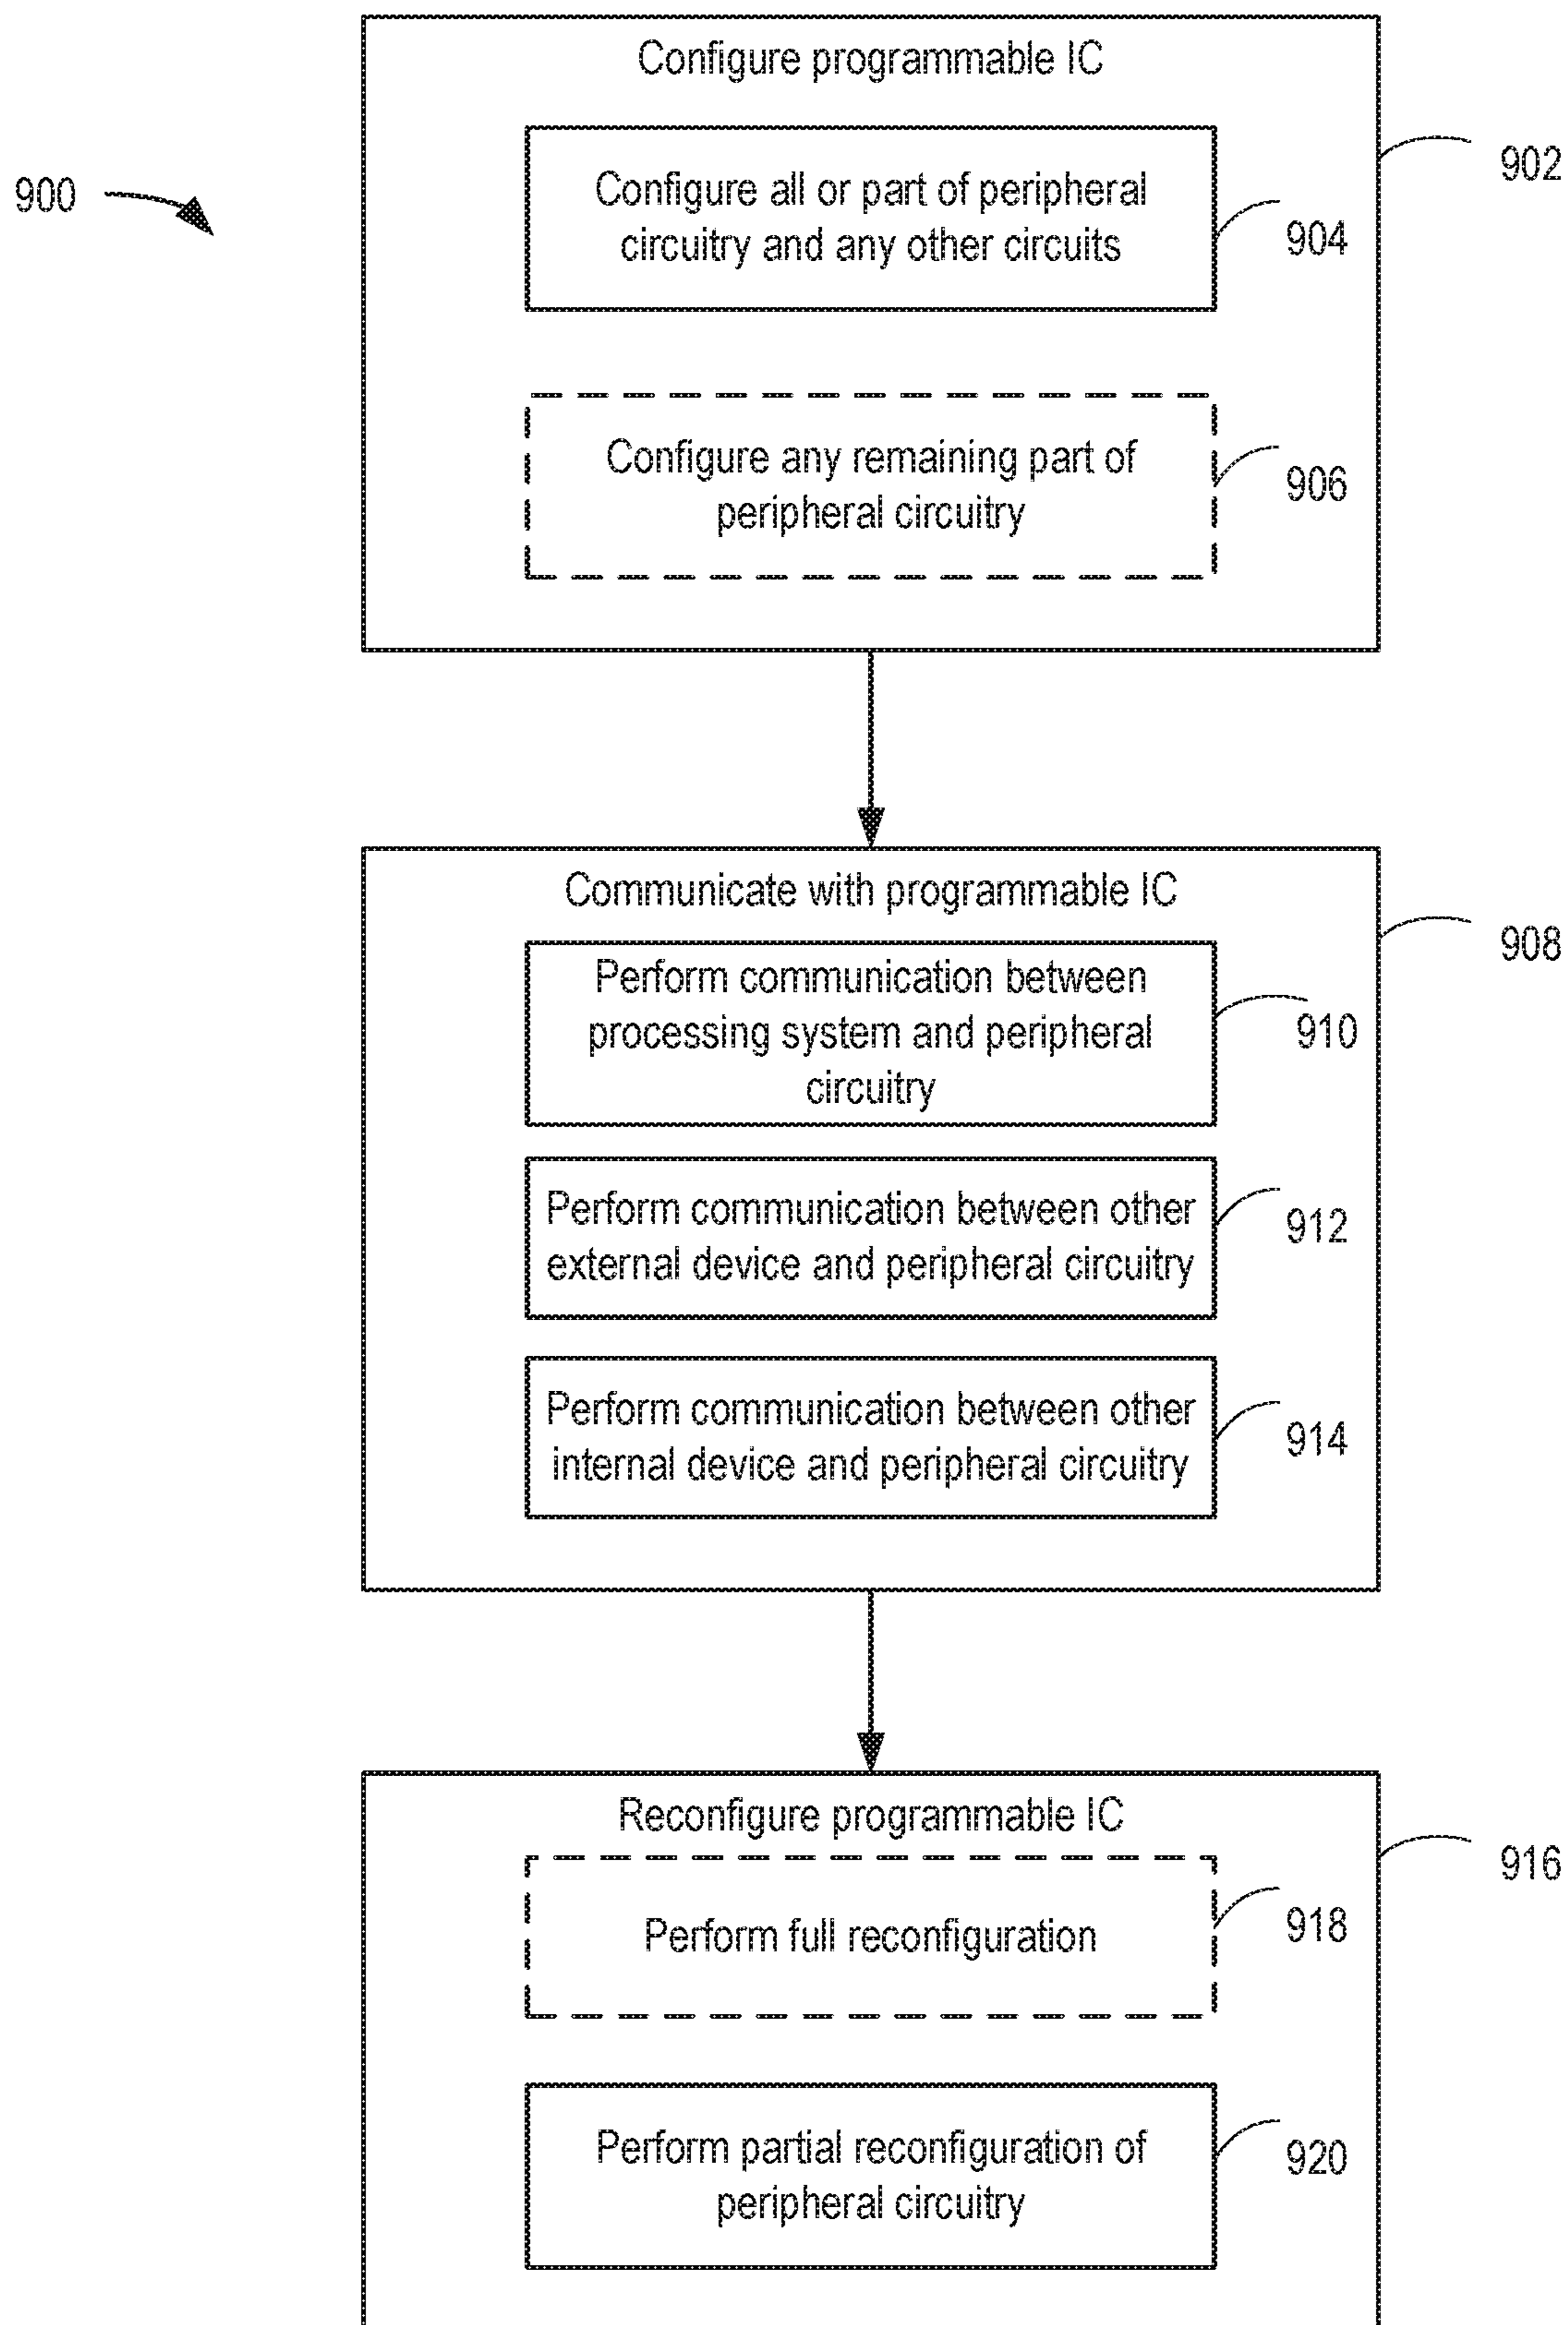 Configure programmable IC
902
900
Configure all or part of peripheral
circuitry and any other circuits
904
Configure any remaining part of
peripheral circuitry
906
Communicate with programmable IC
908
Perform communication between
processing system and peripheral
circuitry
910
Perform communication between other
external device and peripheral circuitry
912
Perform communication between other
internal device and peripheral circuitry
914
Reconfigure programmable IC
916
Perform full reconfiguration
918
Perform partial reconfiguration of
peripheral circuitry
920